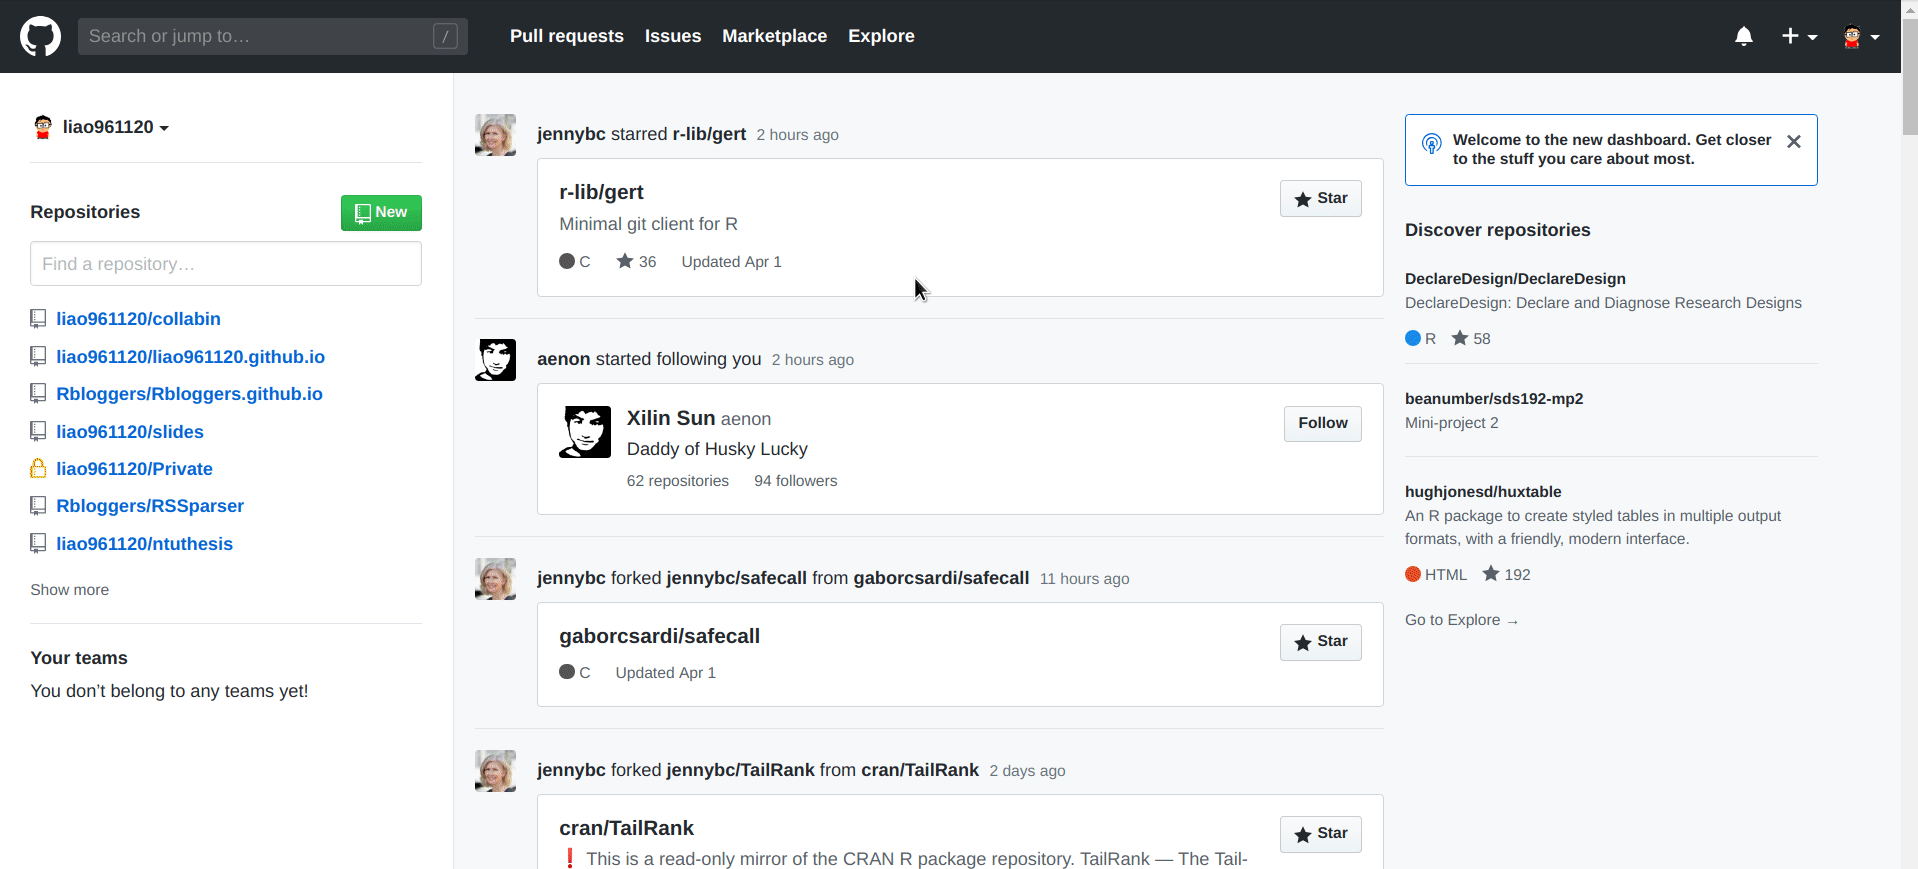 Search or jump to…
/
Pull requests Issues Marketplace Explore
liao961120
Repositories
New
Find a repository…
liao961120/collabin
liao961120/liao961120.github.io
Rbloggers/Rbloggers.github.io
liao961120/slides
liao961120/Private
Rbloggers/RSSparser
liao961120/ntuthesis
Show more
Your teams
You don’t belong to any teams yet!
jennybc starred r-lib/gert 2 hours ago
r-lib/gert
Star
Minimal git client for R
C 36 Updated Apr 1
aenon started following you 2 hours ago
Xilin Sun aenon
Follow
Daddy of Husky Lucky
62 repositories 94 followers
jennybc forked jennybc/safecall from gaborcsardi/safecall 11 hours ago
gaborcsardi/safecall
Star
C Updated Apr 1
jennybc forked jennybc/TailRank from cran/TailRank 2 days ago
cran/TailRank
Star
❗ This is a read-only mirror of the CRAN R package repository. TailRank — The Tail-
Welcome to the new dashboard. Get closer
to the stuff you care about most.
Discover repositories
DeclareDesign/DeclareDesign
DeclareDesign: Declare and Diagnose Research Designs
R 58
beanumber/sds192-mp2
Mini-project 2
hughjonesd/huxtable
An R package to create styled tables in multiple output
formats, with a friendly, modern interface.
HTML 192
Go to Explore →